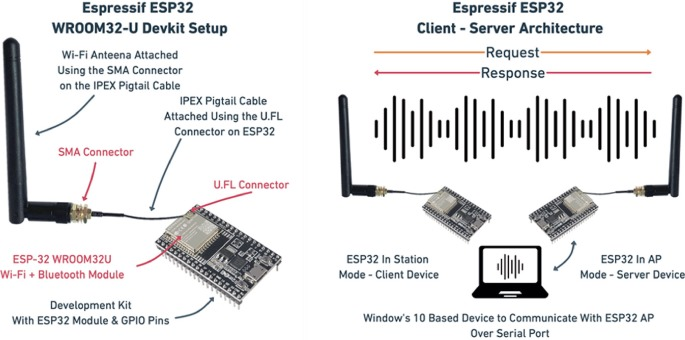 Espressif ESP32
WROOM32-U Devkit Setup
Wi-Fi Anteena Attached
Using the SMA Connector
on the IPEX Pigtail Cable
IPEX Pigtail Cable
Attached Using the U.FL
Connector on ESP32
SMA Connector
U.FL Connector
ESP-32 WROOM32U
Wi-Fi + Bluetooth Module
Development Kit
With ESP32 Module & GPIO Pins
Espressif ESP32
Client - Server Architecture
Request
Response
ESP32 In Station
Mode - Client Device
ESP32 In AP
Mode - Server Device
Window's 10 Based Device to Communicate With ESP32 AP
Over Serial Port